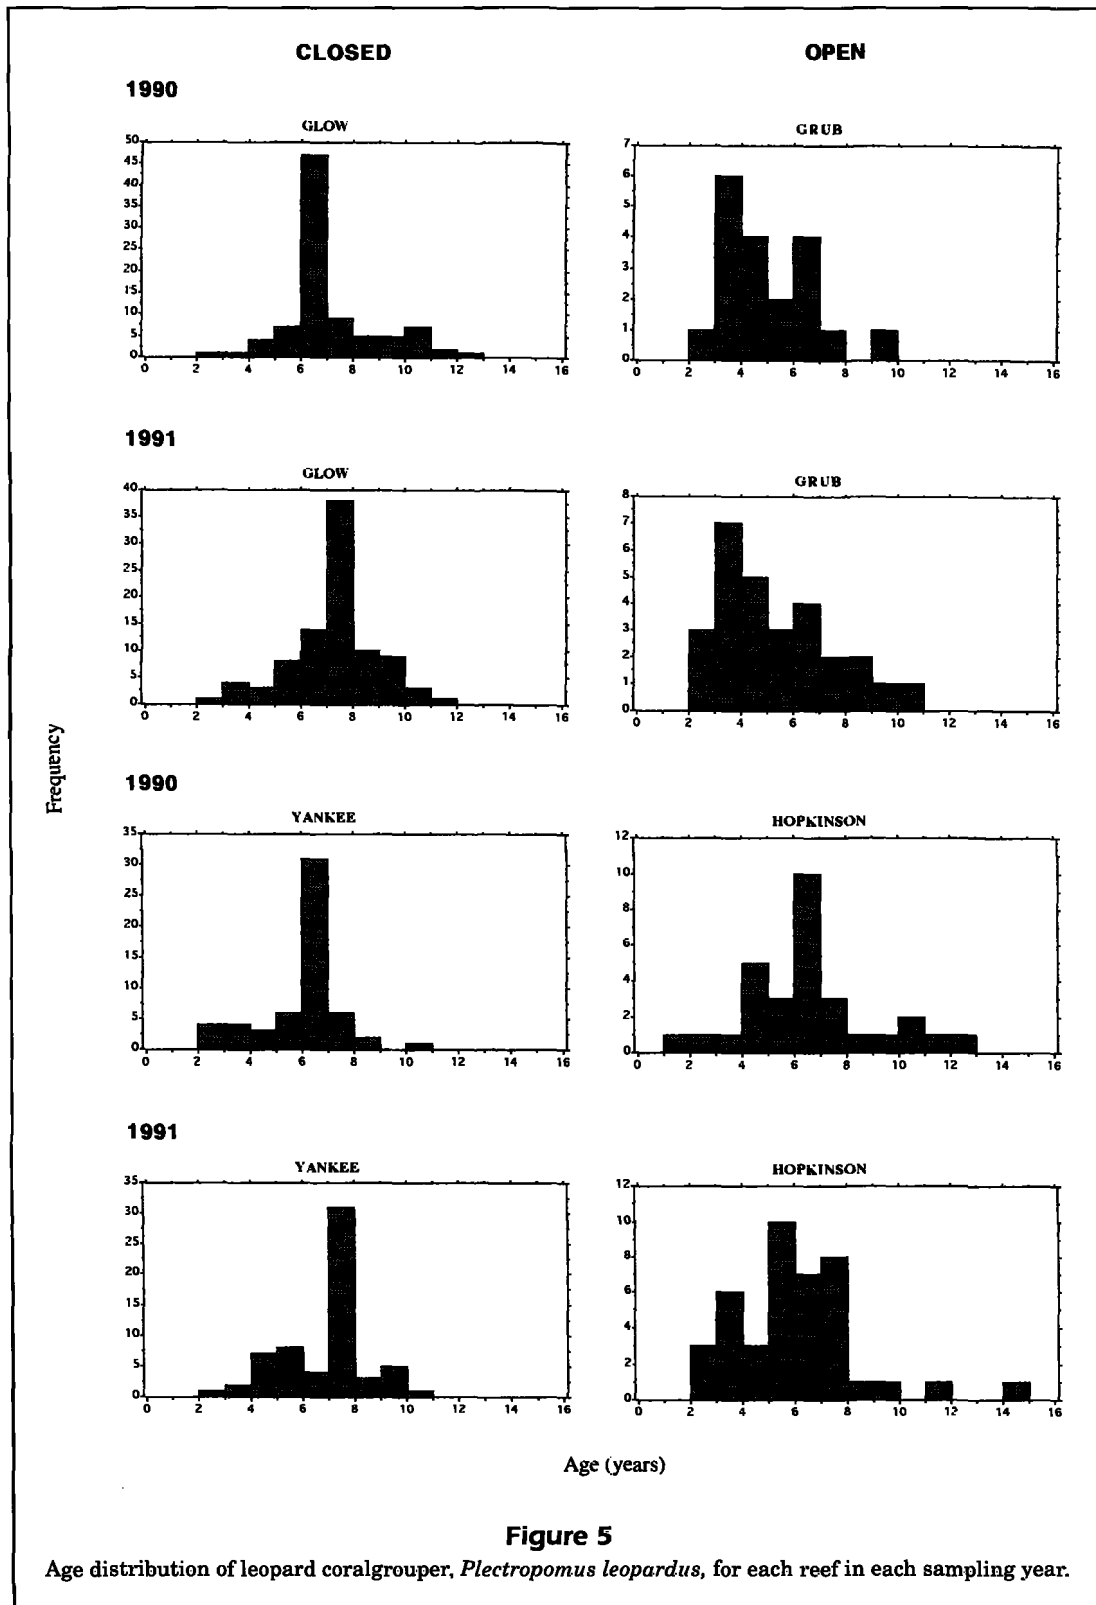 CLOSED OPEN
1990
GLOW GRUB
50 45 40 35 30 25 20 15 10 5 0
0 2 4 6 8 10 12 14 16
7 6 5 4 3 2 1 0
0 2 4 6 8 10 12 14 16
1991
GLOW GRUB
40 35 30 25 20 15 10 5 0
0 2 4 6 8 10 12 14 16
8 7 6 5 4 3 2 1 0
0 2 4 6 8 10 12 14 16
Frequency
1990
YANKEE HOPKINSON
35 30 25 20 15 10 5 0
0 2 4 6 8 10 12 14 16
12 10 8 6 4 2 0
0 2 4 6 8 10 12 14 16
1991
YANKEE HOPKINSON
35 30 25 20 15 10 5 0
0 2 4 6 8 10 12 14 16
12 10 8 6 4 2 0
0 2 4 6 8 10 12 14 16
Age (years)
Figure 5
Age distribution of leopard coralgrouper, Plectropomus leopardus, for each reef in each sampling year.